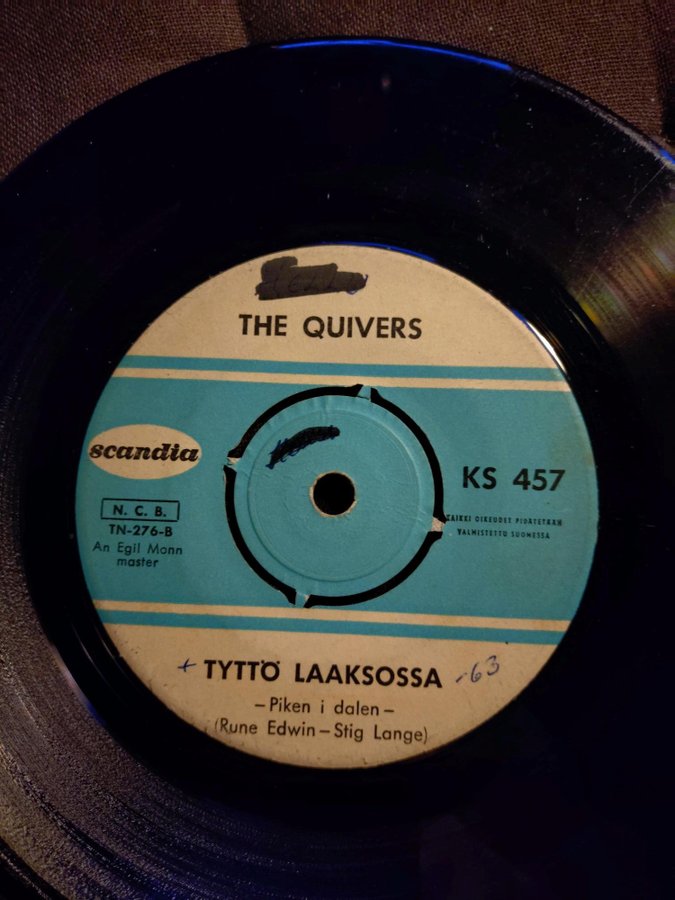 THE QUIVERS
scandia
N. C. B.
TN-276-B
An Egil Monn
master
KS 457
KAIKKI OIKEUDET PIDÄTETÄÄN
VALMISTETTU SUOMESSA
+ TYTTÖ LAAKSOSSA -63
-Piken i dalen-
(Rune Edwin-Stig Lange)